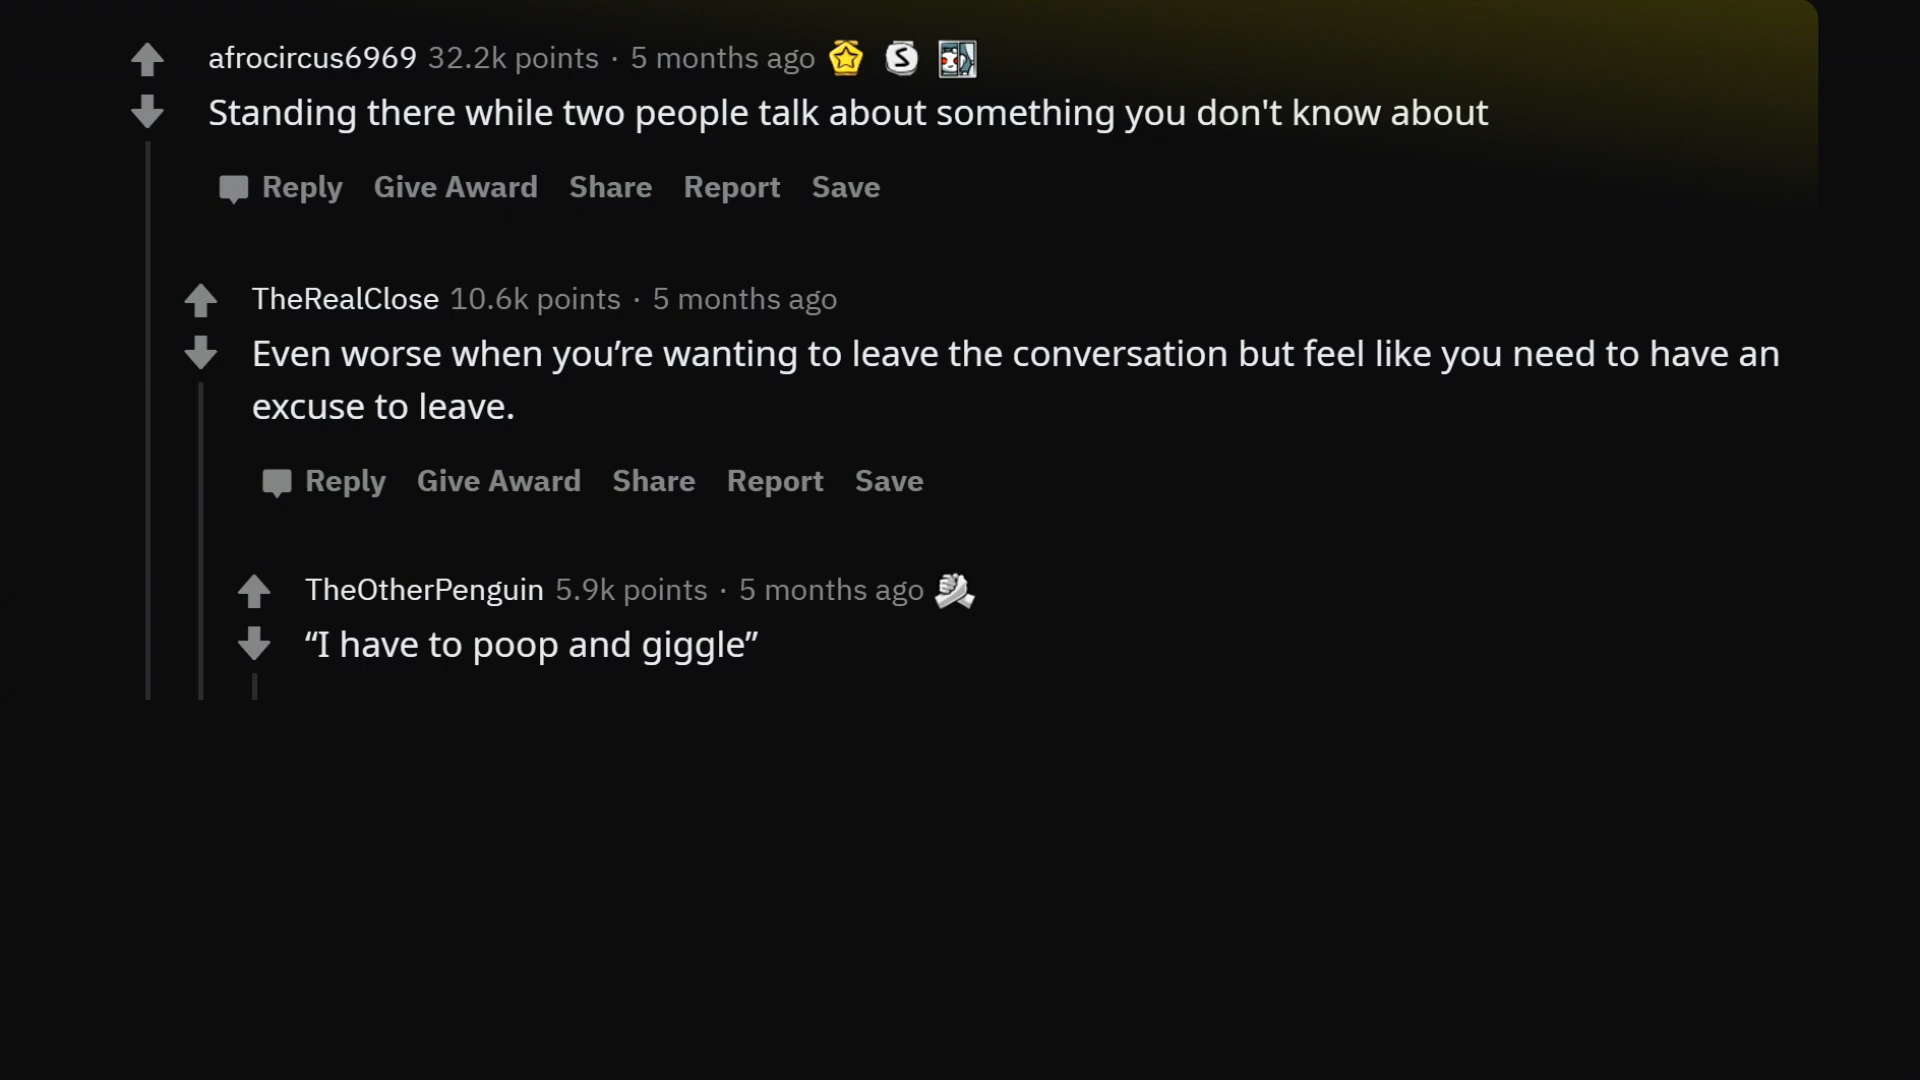 afrocircus6969 32.2k points · 5 months ago
Standing there while two people talk about something you don't know about
Reply Give Award Share Report Save
TheRealClose 10.6k points · 5 months ago
Even worse when you’re wanting to leave the conversation but feel like you need to have an
excuse to leave.
Reply Give Award Share Report Save
TheOtherPenguin 5.9k points · 5 months ago
“I have to poop and giggle”